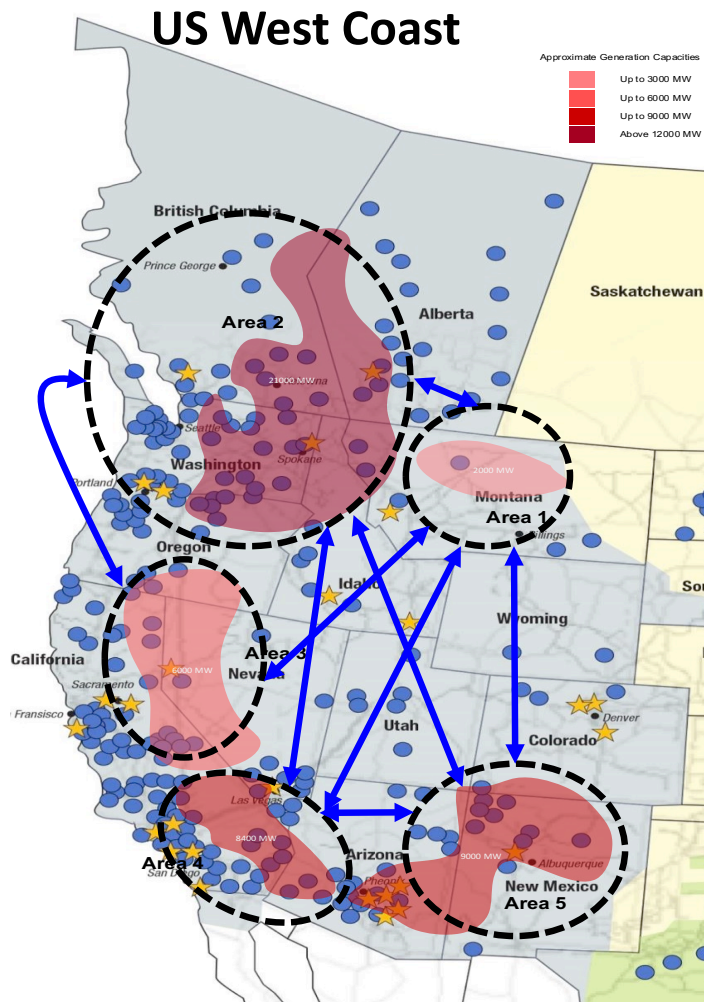 US West Coast
Approximate Generation Capacities
Up to 3000 MW
Up to 6000 MW
Up to 9000 MW
Above 12000 MW
British Columbia
Prince George
Saskatchewan
Alberta
Area 2
21000 MW
Seattle
Spokane
Washington
2000 MW
Portland
Montana
Area 1
Oregon
Idaho
Wyoming
California
Area 3
Nevada
6000 MW
Sacramento
Fransisco
Denver
Utah
Colorado
Las Vegas
8400 MW
Arizona
9000 MW
Albuquerque
Area 4
San Diego
Pheonix
New Mexico
Area 5